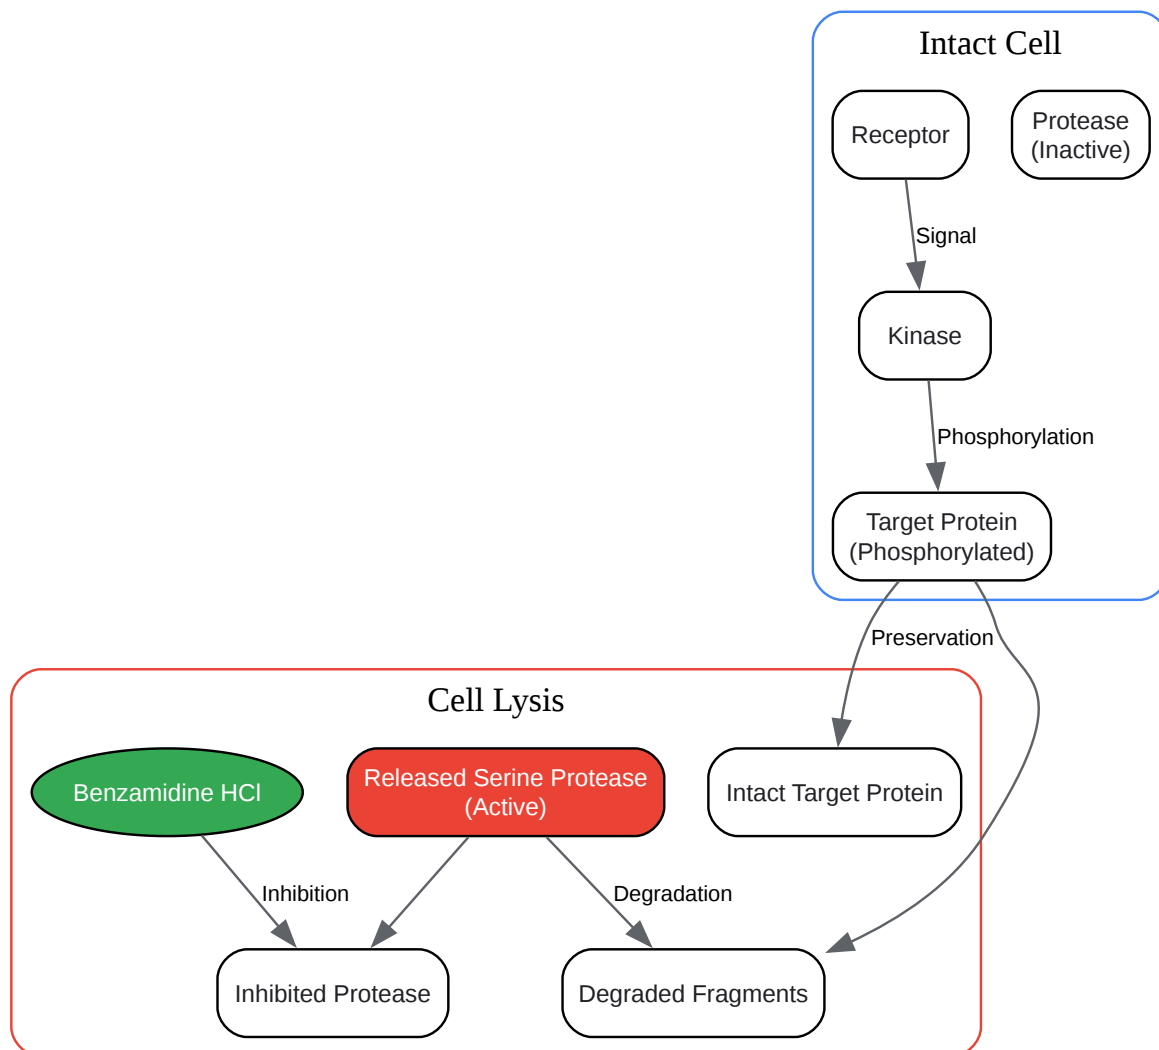 Intact Cell
Receptor
Protease
(Inactive)
Signal
Kinase
Phosphorylation
Target Protein
(Phosphorylated)
Preservation
Cell Lysis
Benzamidine HCl
Released Serine Protease
(Active)
Intact Target Protein
Inhibition
Degradation
Inhibited Protease
Degraded Fragments